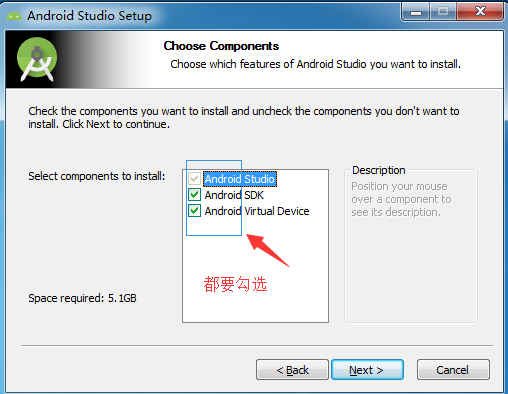 Android Studio Setup
Choose Components
Choose which features of Android Studio you want to install.
Check the components you want to install and uncheck the components you don't want to
install. Click Next to continue.
Select components to install:
Android Studio
Android SDK
Android Virtual Device
Description
Position your mouse
over a component to
see its description.
都要勾选
Space required: 5.1GB
< Back
Next >
Cancel